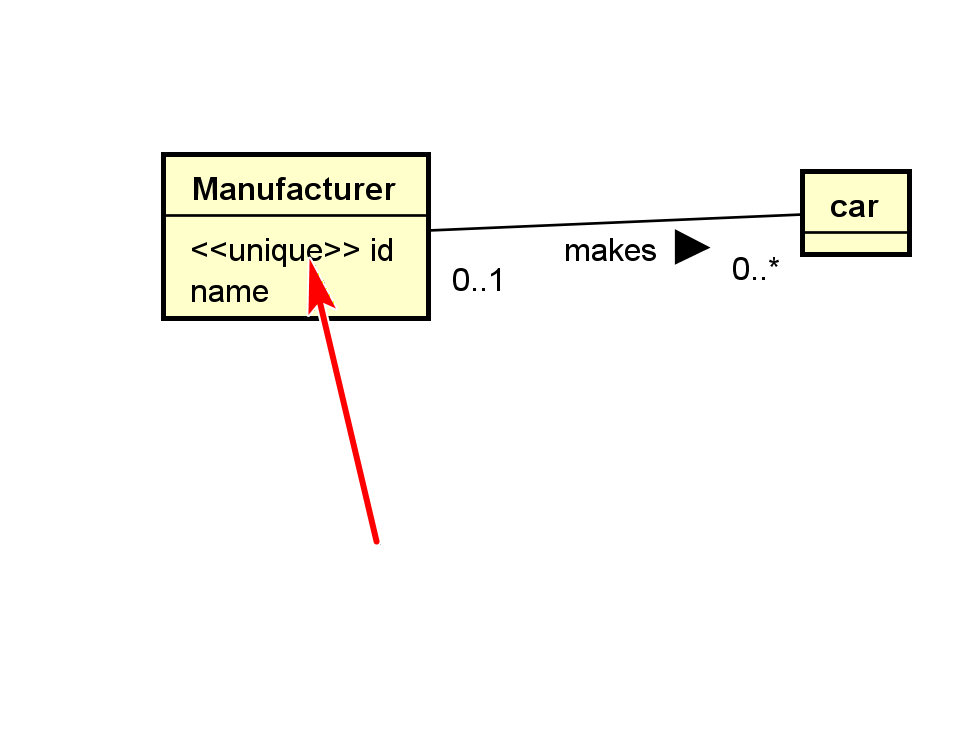 Manufacturer
<<unique>> id
name
0..1
makes
0..*
car